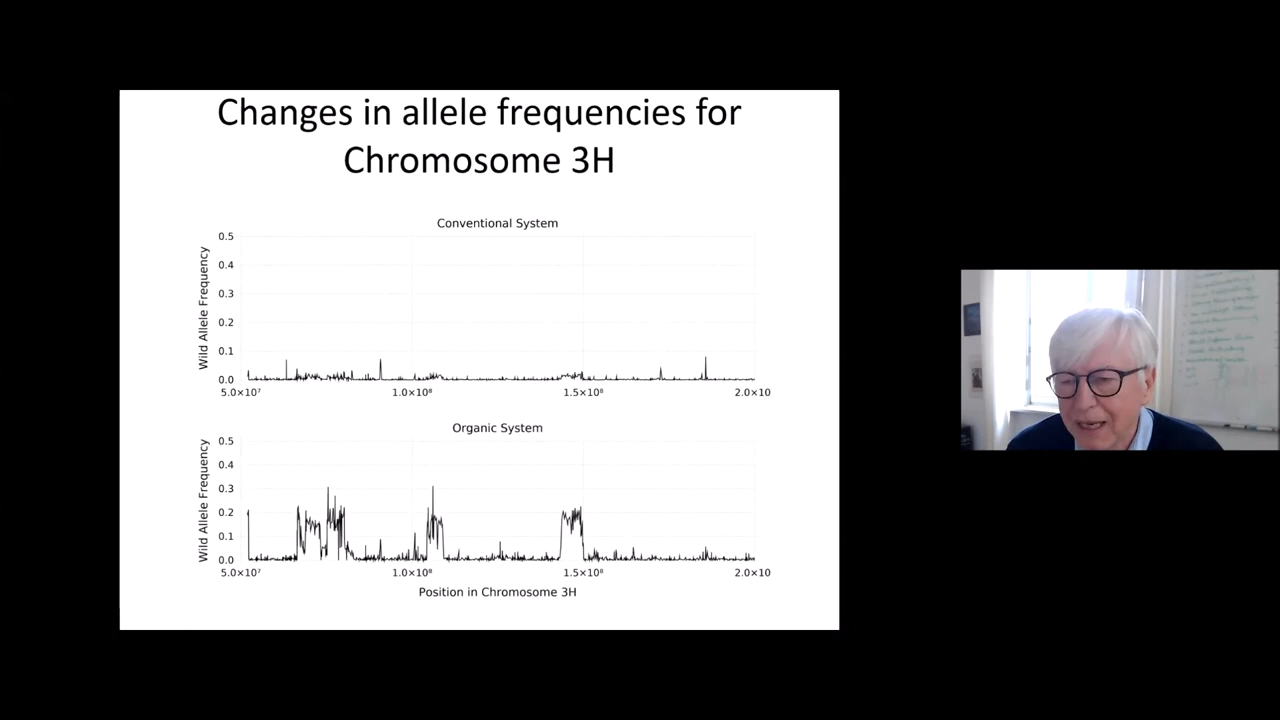 Changes in allele frequencies for
Chromosome 3H
Conventional System
Wild Allele Frequency
0.5
0.4
0.3
0.2
0.1
0.0
5.0×10⁷ 1.0×10⁸ 1.5×10⁸ 2.0×10
Organic System
Wild Allele Frequency
0.5
0.4
0.3
0.2
0.1
0.0
5.0×10⁷ 1.0×10⁸ 1.5×10⁸ 2.0×10
Position in Chromosome 3H